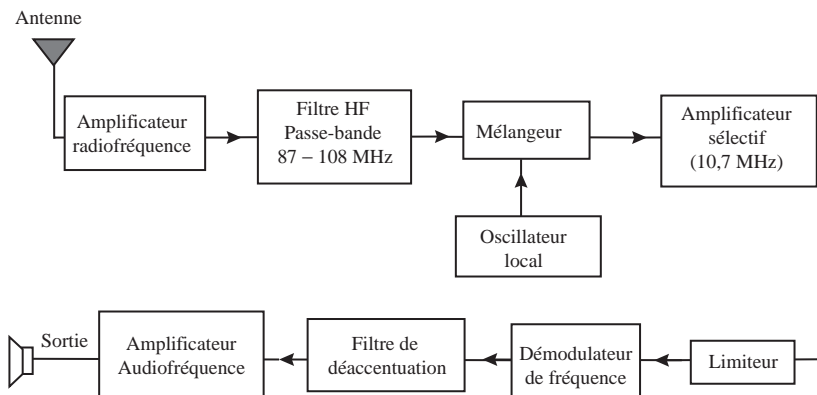 Antenne
Amplificateur
radiofréquence
Filtre HF
Passe-bande
87 – 108 MHz
Mélangeur
Amplificateur
sélectif
(10,7 MHz)
Oscillateur
local
Sortie
Amplificateur
Audiofréquence
Filtre de
déaccentuation
Démodulateur
de fréquence
Limiteur